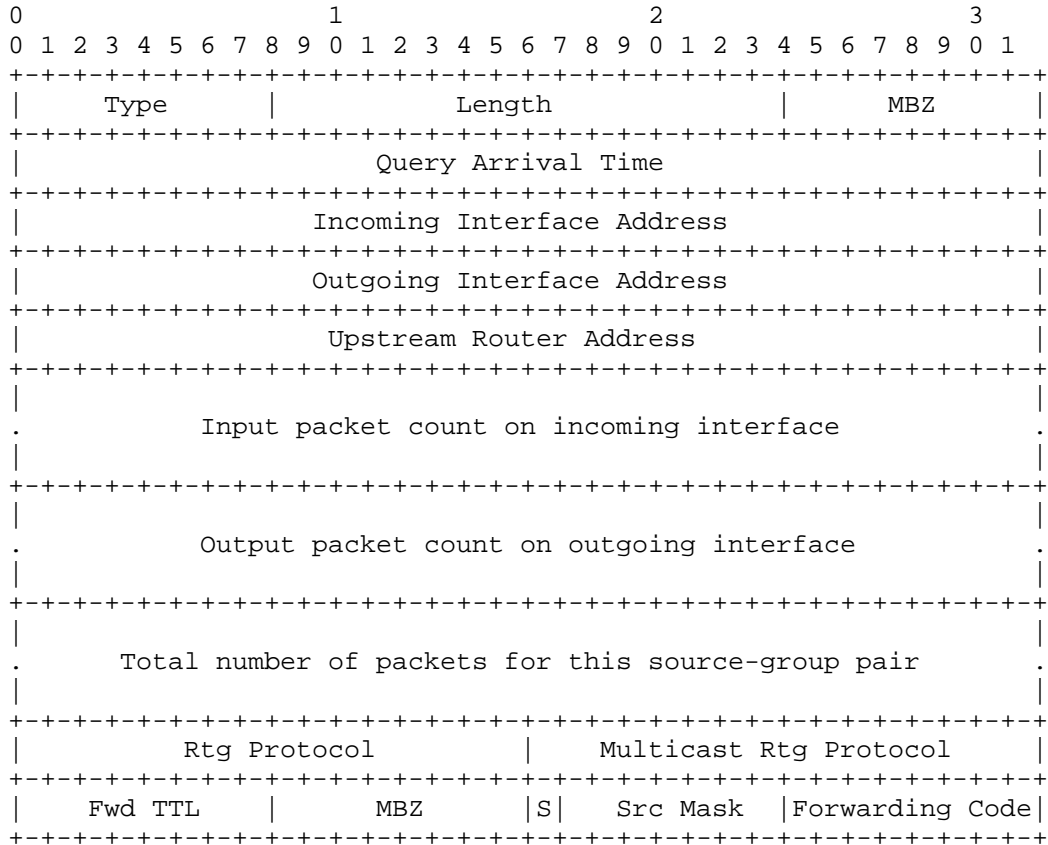 0                   1                   2                   3
0 1 2 3 4 5 6 7 8 9 0 1 2 3 4 5 6 7 8 9 0 1 2 3 4 5 6 7 8 9 0 1
+-+-+-+-+-+-+-+-+-+-+-+-+-+-+-+-+-+-+-+-+-+-+-+-+-+-+-+-+-+-+-+-+
|     Type      |           Length              |      MBZ      |
+-+-+-+-+-+-+-+-+-+-+-+-+-+-+-+-+-+-+-+-+-+-+-+-+-+-+-+-+-+-+-+-+
|                      Query Arrival Time                       |
+-+-+-+-+-+-+-+-+-+-+-+-+-+-+-+-+-+-+-+-+-+-+-+-+-+-+-+-+-+-+-+-+
|                  Incoming Interface Address                   |
+-+-+-+-+-+-+-+-+-+-+-+-+-+-+-+-+-+-+-+-+-+-+-+-+-+-+-+-+-+-+-+-+
|                  Outgoing Interface Address                   |
+-+-+-+-+-+-+-+-+-+-+-+-+-+-+-+-+-+-+-+-+-+-+-+-+-+-+-+-+-+-+-+-+
|                   Upstream Router Address                     |
+-+-+-+-+-+-+-+-+-+-+-+-+-+-+-+-+-+-+-+-+-+-+-+-+-+-+-+-+-+-+-+-+
|                                                               |
.           Input packet count on incoming interface            .
|                                                               |
+-+-+-+-+-+-+-+-+-+-+-+-+-+-+-+-+-+-+-+-+-+-+-+-+-+-+-+-+-+-+-+-+
|                                                               |
.           Output packet count on outgoing interface           .
|                                                               |
+-+-+-+-+-+-+-+-+-+-+-+-+-+-+-+-+-+-+-+-+-+-+-+-+-+-+-+-+-+-+-+-+
|                                                               |
.      Total number of packets for this source-group pair       .
|                                                               |
+-+-+-+-+-+-+-+-+-+-+-+-+-+-+-+-+-+-+-+-+-+-+-+-+-+-+-+-+-+-+-+-+
|          Rtg Protocol         |    Multicast Rtg Protocol     |
+-+-+-+-+-+-+-+-+-+-+-+-+-+-+-+-+-+-+-+-+-+-+-+-+-+-+-+-+-+-+-+-+
|    Fwd TTL    |      MBZ      |S|   Src Mask  |Forwarding Code|
+-+-+-+-+-+-+-+-+-+-+-+-+-+-+-+-+-+-+-+-+-+-+-+-+-+-+-+-+-+-+-+-+